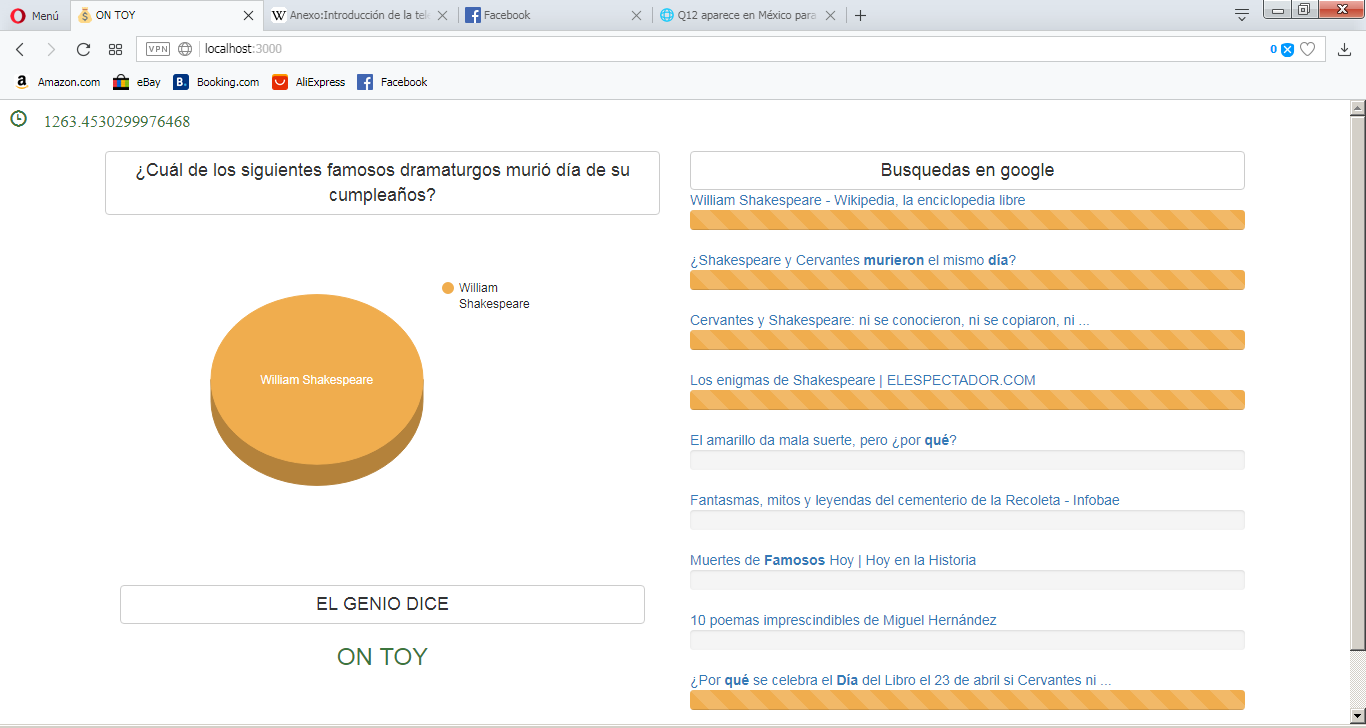 Menú
ON TOY
Anexo:Introducción de la tel
Facebook
Q12 aparece en México para
VPN
localhost:3000
0
Amazon.com
eBay
Booking.com
AliExpress
Facebook
1263.4530299976468
¿Cuál de los siguientes famosos dramaturgos murió día de su
cumpleaños?
William
Shakespeare
William Shakespeare
EL GENIO DICE
ON TOY
Busquedas en google
William Shakespeare - Wikipedia, la enciclopedia libre
¿Shakespeare y Cervantes murieron el mismo día?
Cervantes y Shakespeare: ni se conocieron, ni se copiaron, ni ...
Los enigmas de Shakespeare | ELESPECTADOR.COM
El amarillo da mala suerte, pero ¿por qué?
Fantasmas, mitos y leyendas del cementerio de la Recoleta - Infobae
Muertes de Famosos Hoy | Hoy en la Historia
10 poemas imprescindibles de Miguel Hernández
¿Por qué se celebra el Día del Libro el 23 de abril si Cervantes ni ...